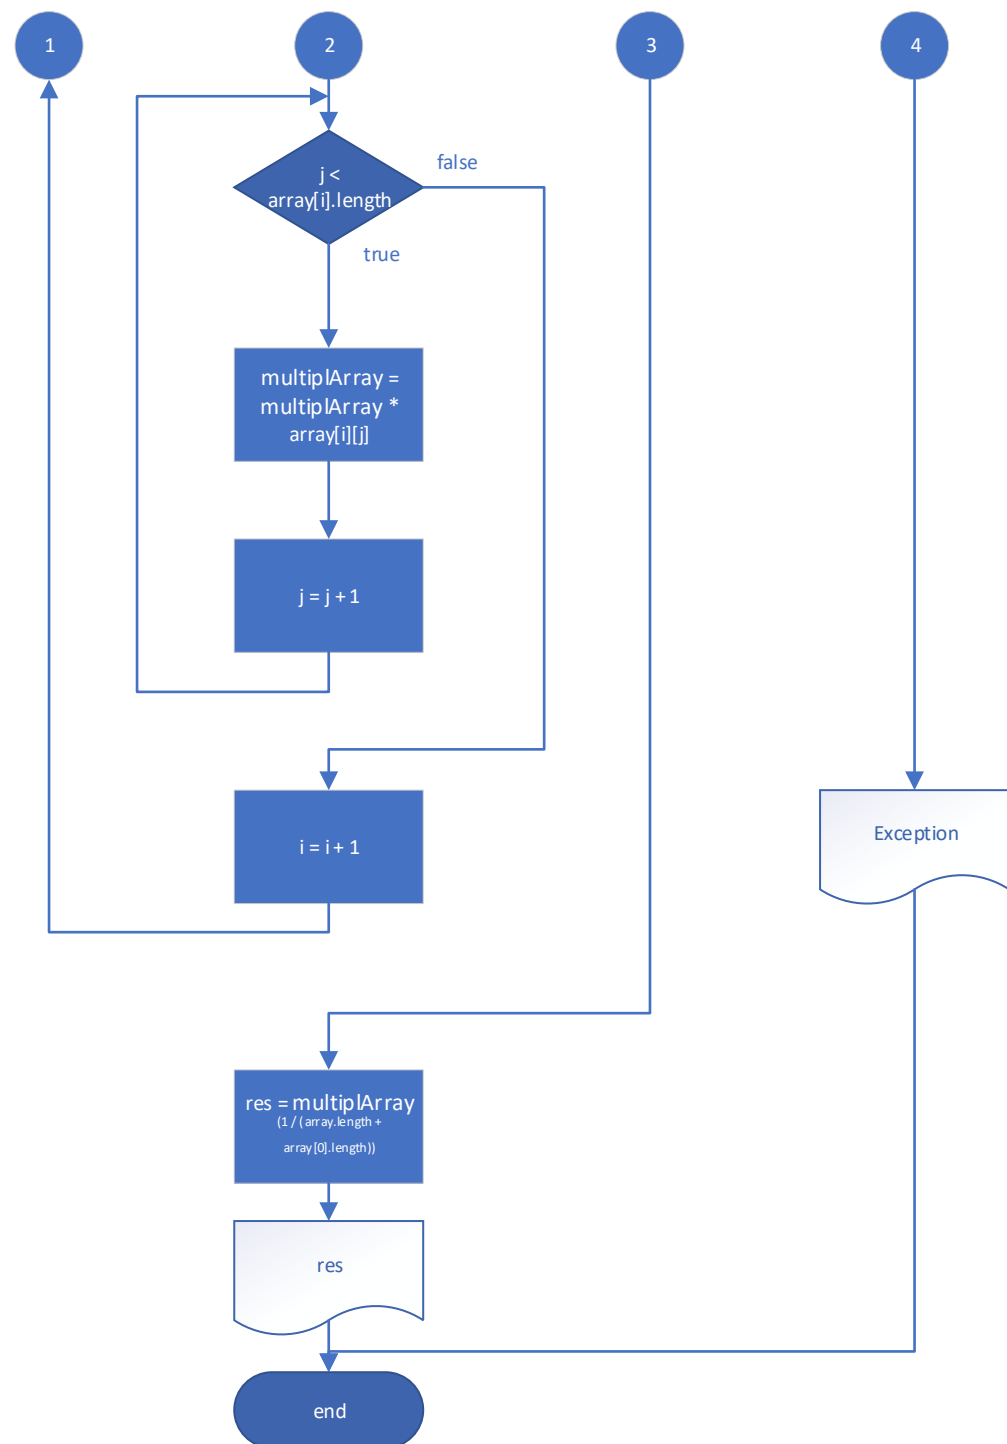 1
2
3
4
j <
array[i].length
false
true
multiplArray =
multiplArray *
array[i][j]
j = j + 1
i = i + 1
Exception
res = multiplArray
(1 / (array.length +
array[0].length))
res
end